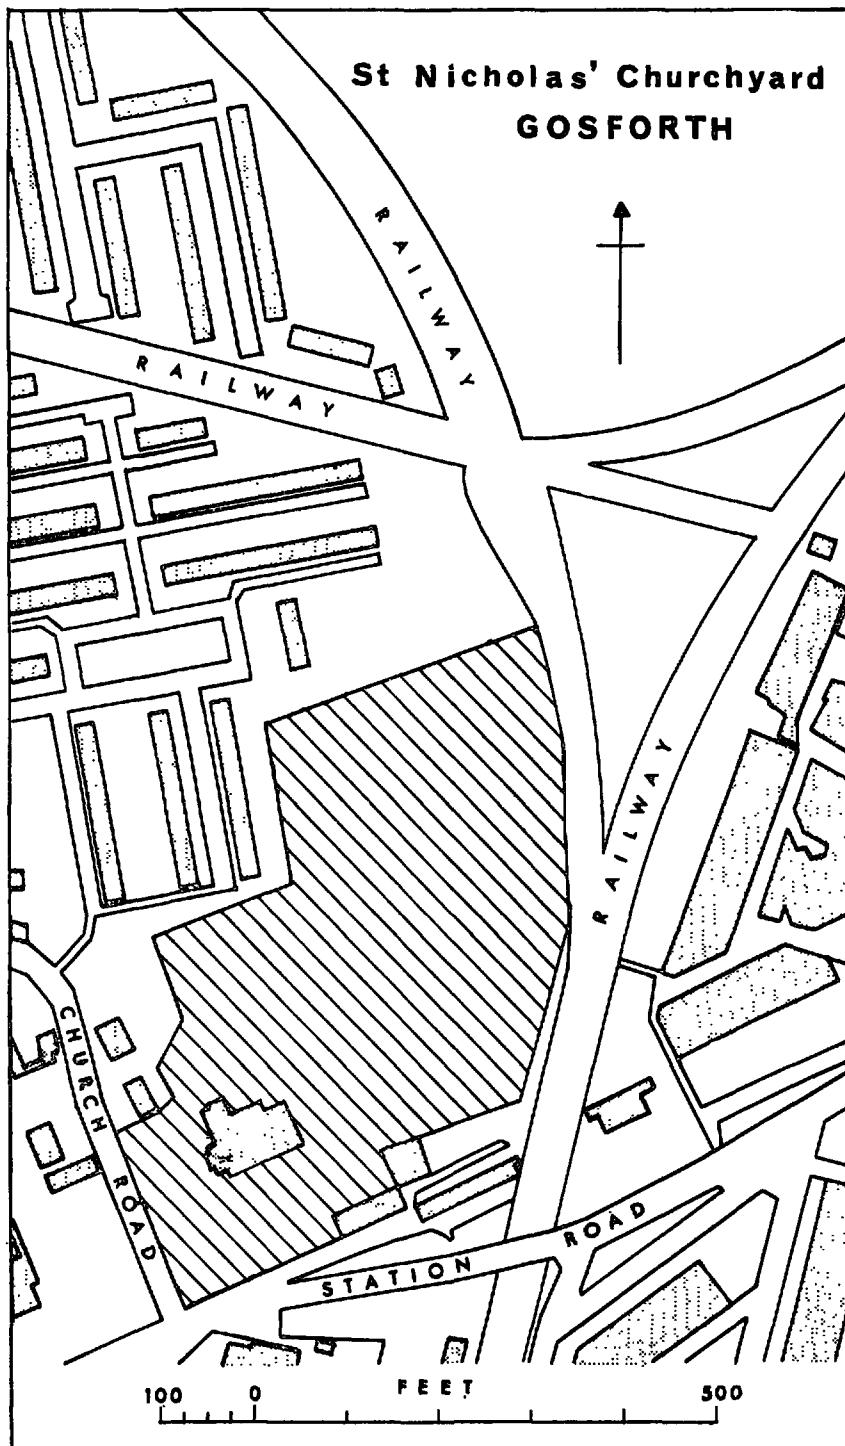 St Nicholas' Churchyard
GOSFORTH
RAILWAY
RAILWAY
RAILWAY
CHURCH ROAD
STATION ROAD
FEET
100 0 500